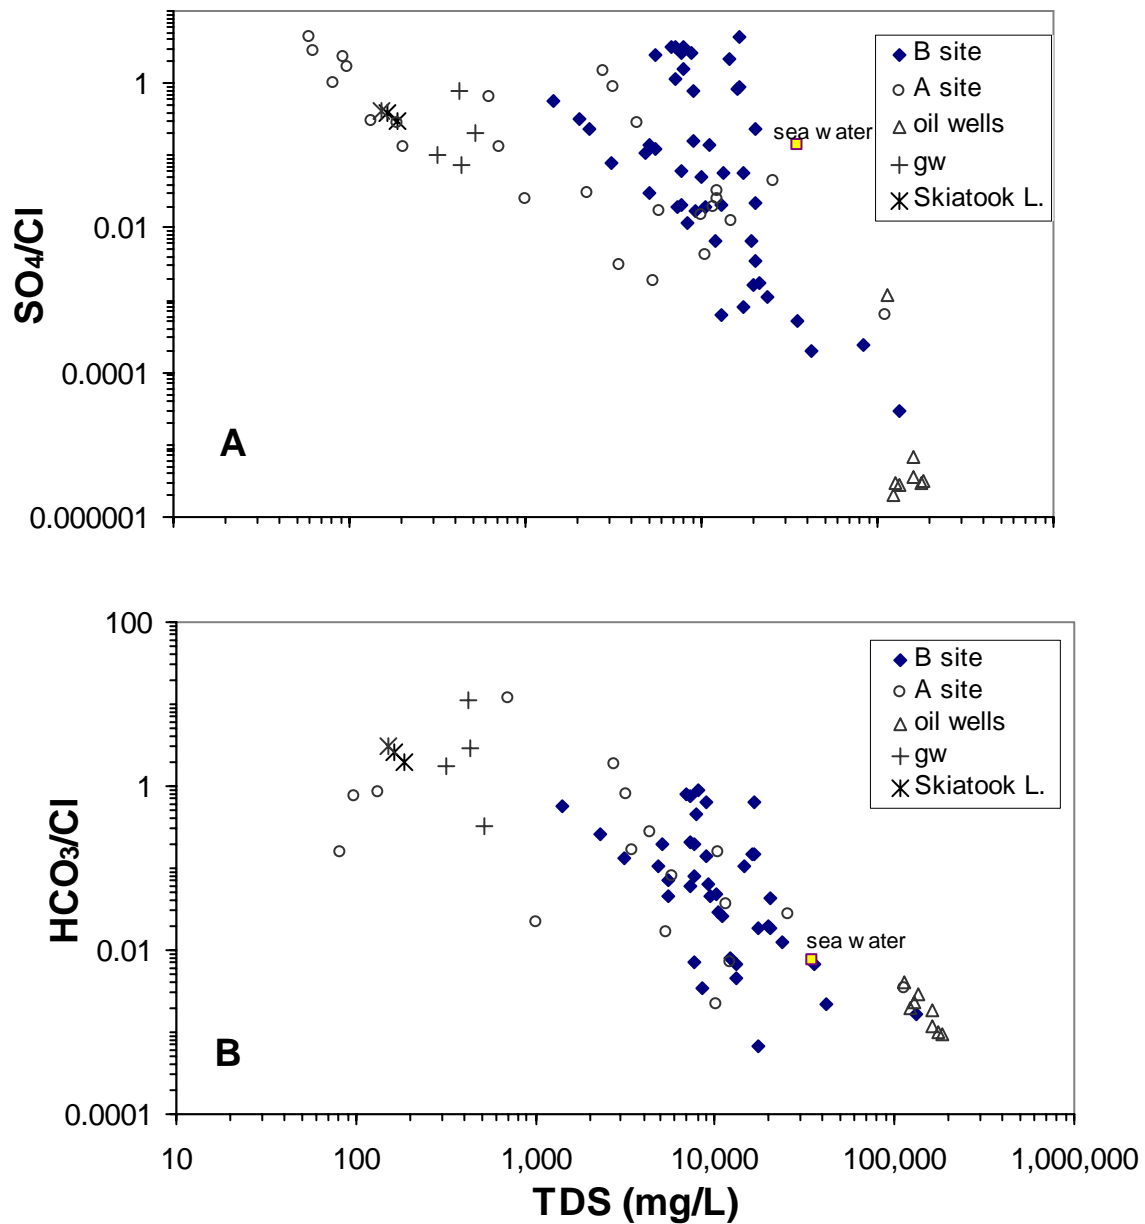 SO4/Cl
1
0.01
0.0001
0.000001
B site
A site
oil wells
gw
Skiatook L.
sea water
A
HCO3/Cl
100
1
0.01
0.0001
B site
A site
oil wells
gw
Skiatook L.
sea water
B
10 100 1,000 10,000 100,000 1,000,000
TDS (mg/L)